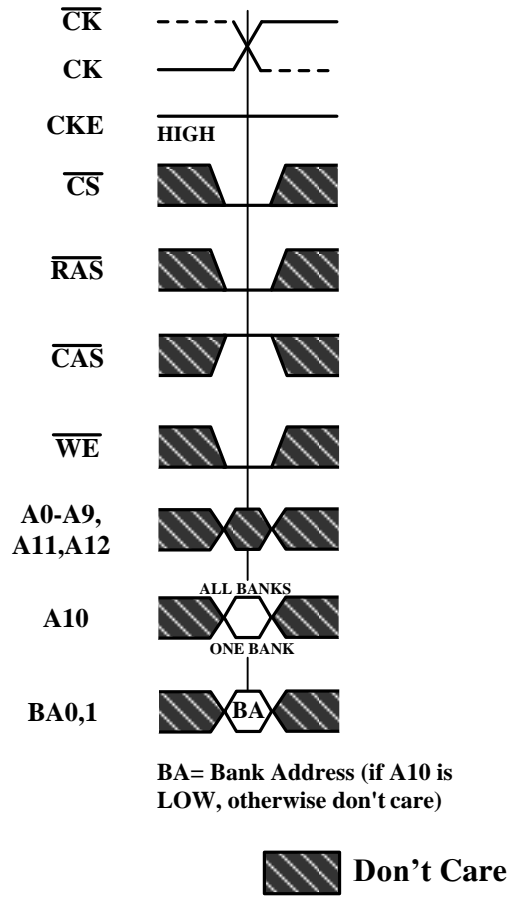 CK
CK
CKE
HIGH
CS
RAS
CAS
WE
A0-A9,
A11,A12
ALL BANKS
A10
ONE BANK
BA0,1
BA
BA= Bank Address (if A10 is
LOW, otherwise don't care)
Don't Care